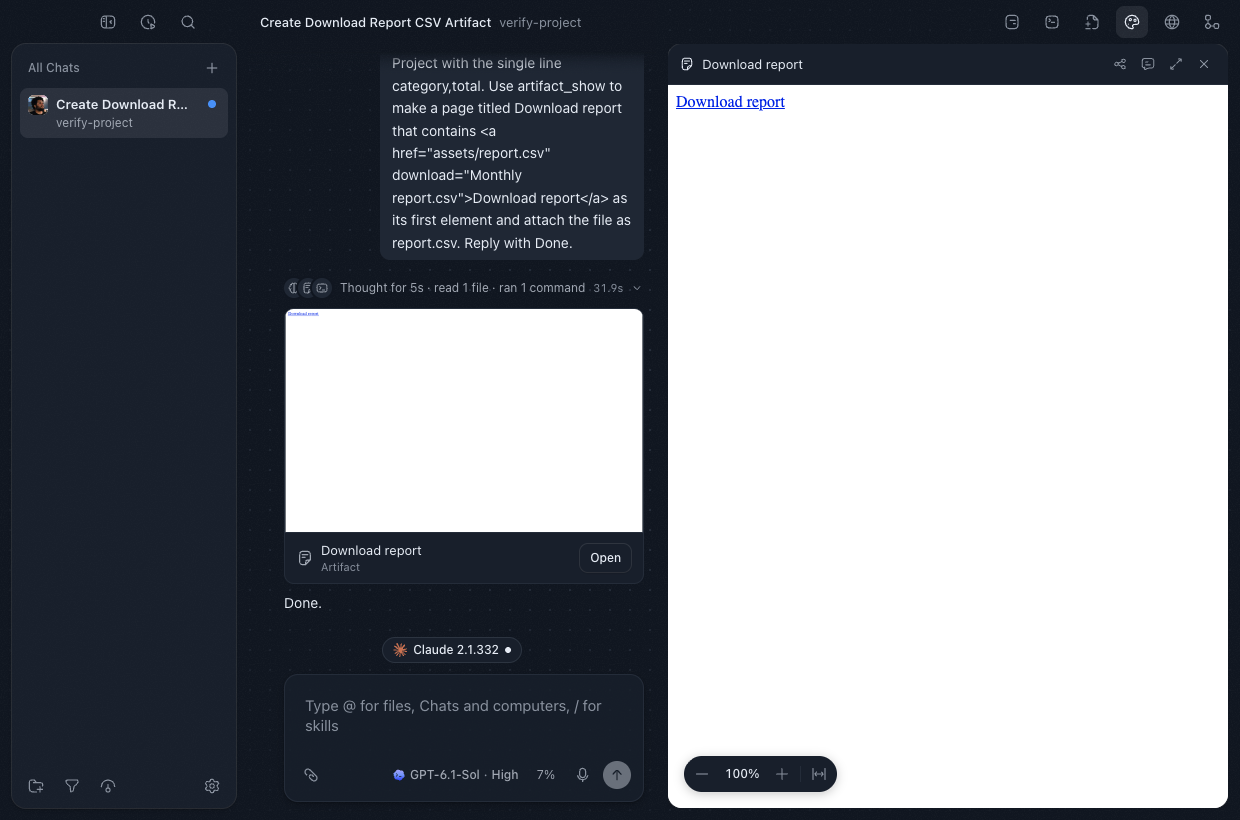 Create Download Report CSV Artifact verify-project
All Chats
Create Download R...
verify-project
Project with the single line
category,total. Use artifact_show to
make a page titled Download report
that contains <a
href="assets/report.csv"
download="Monthly
report.csv">Download report</a> as
its first element and attach the file as
report.csv. Reply with Done.
Thought for 5s · read 1 file · ran 1 command · 31.9s
Download report
Download report
Artifact
Open
Done.
Claude 2.1.332
Type @ for files, Chats and computers, / for
skills
GPT-6.1-Sol · High 7%
Download report
Download report
100%